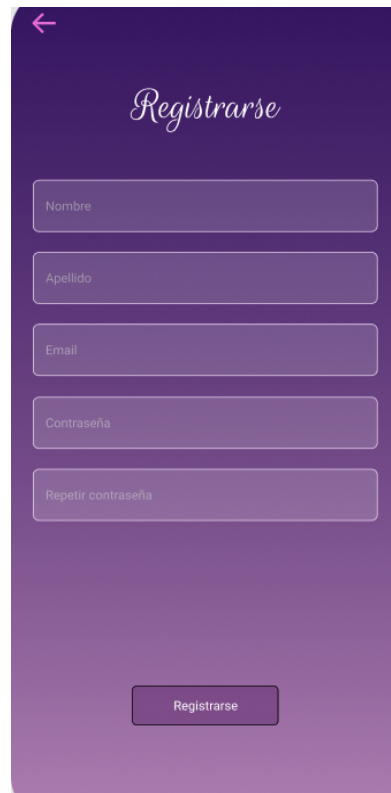 Registrarse
Nombre
Apellido
Email
Contraseña
Repetir contraseña
Registrarse